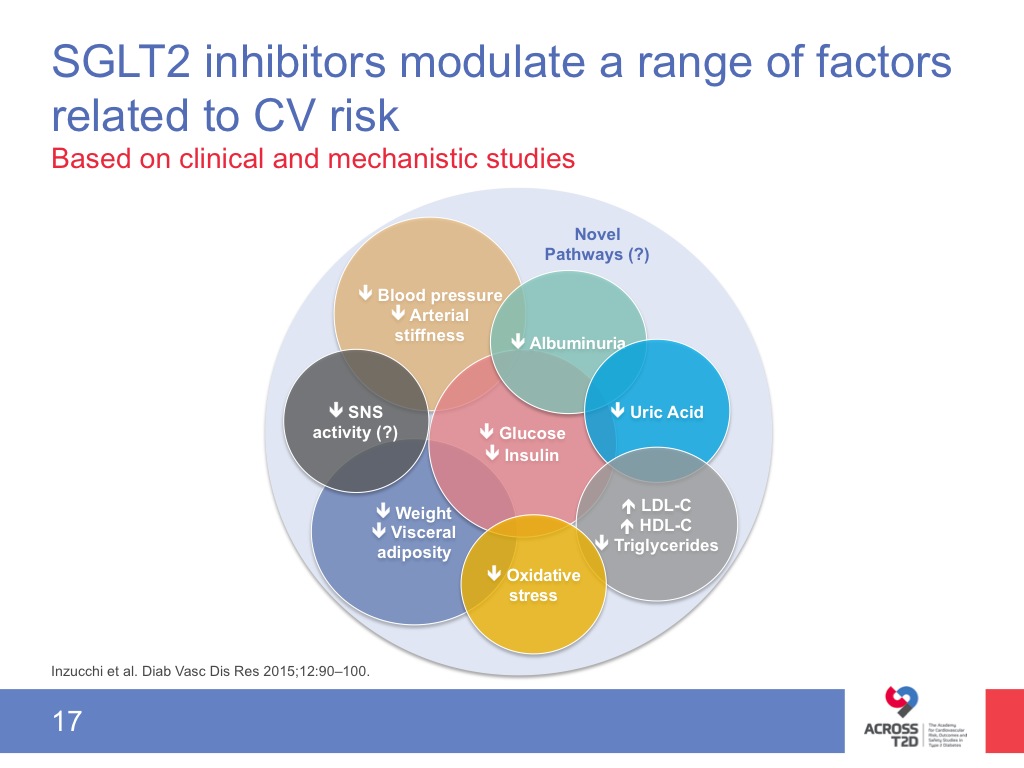 SGLT2 inhibitors modulate a range of factors
related to CV risk
Based on clinical and mechanistic studies
Novel
Pathways (?)
🡫 Blood pressure
🡫 Arterial
stiffness
🡫 Albuminuria
🡫 SNS
activity (?)
🡫 Glucose
🡫 Insulin
🡫 Uric Acid
🡫 Weight
🡫 Visceral
adiposity
🡩 LDL-C
🡩 HDL-C
🡫 Triglycerides
🡫 Oxidative
stress
Inzucchi et al. Diab Vasc Dis Res 2015;12:90–100.
17
ACROSS
T2D
The Academy
for Cardiovascular
Risk, Outcomes and
Safety Studies in
Type 2 Diabetes